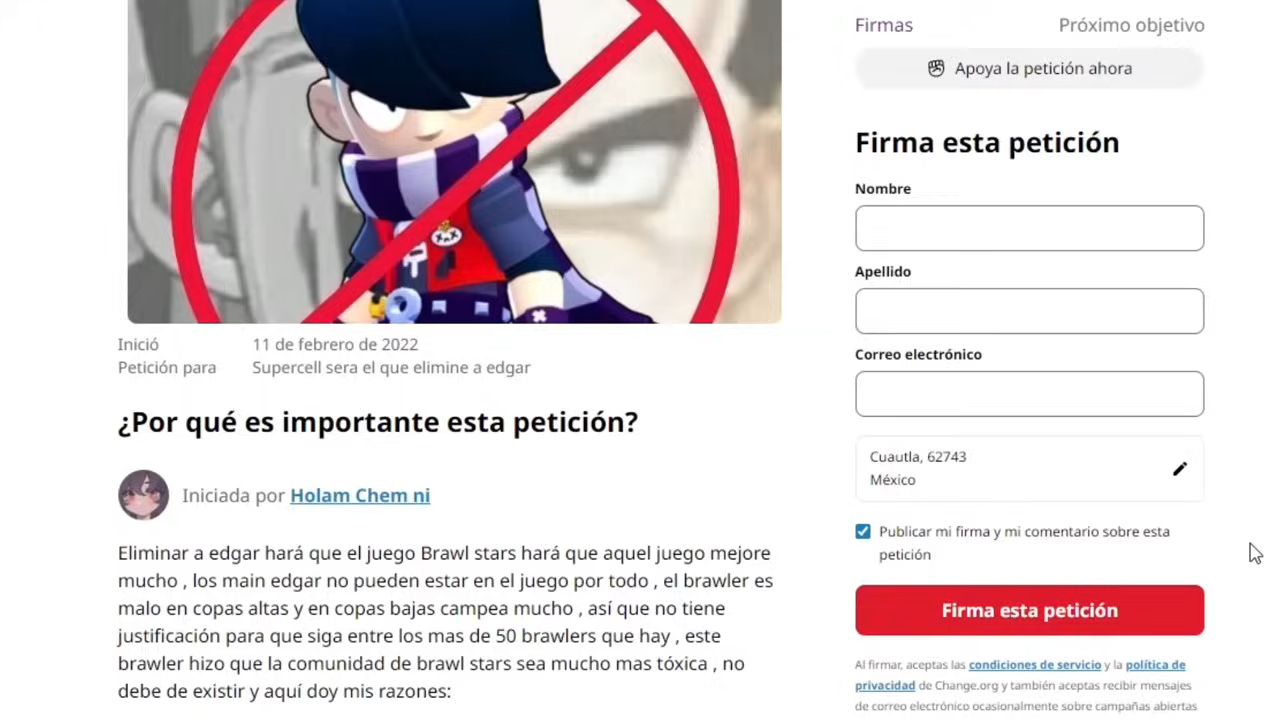 Firmas
Próximo objetivo
Apoya la petición ahora
Firma esta petición
Nombre
Apellido
Correo electrónico
Cuautla, 62743
México
Publicar mi firma y mi comentario sobre esta
petición
Firma esta petición
Al firmar, aceptas las condiciones de servicio y la política de
privacidad de Change.org y también aceptas recibir mensajes
de correo electrónico ocasionalmente sobre campañas abiertas
Inició 11 de febrero de 2022
Petición para Supercell sera el que elimine a edgar
¿Por qué es importante esta petición?
Iniciada por Holam Chem ni
Eliminar a edgar hará que el juego Brawl stars hará que aquel juego mejore
mucho , los main edgar no pueden estar en el juego por todo , el brawler es
malo en copas altas y en copas bajas campea mucho , así que no tiene
justificación para que siga entre los mas de 50 brawlers que hay , este
brawler hizo que la comunidad de brawl stars sea mucho mas tóxica , no
debe de existir y aquí doy mis razones: